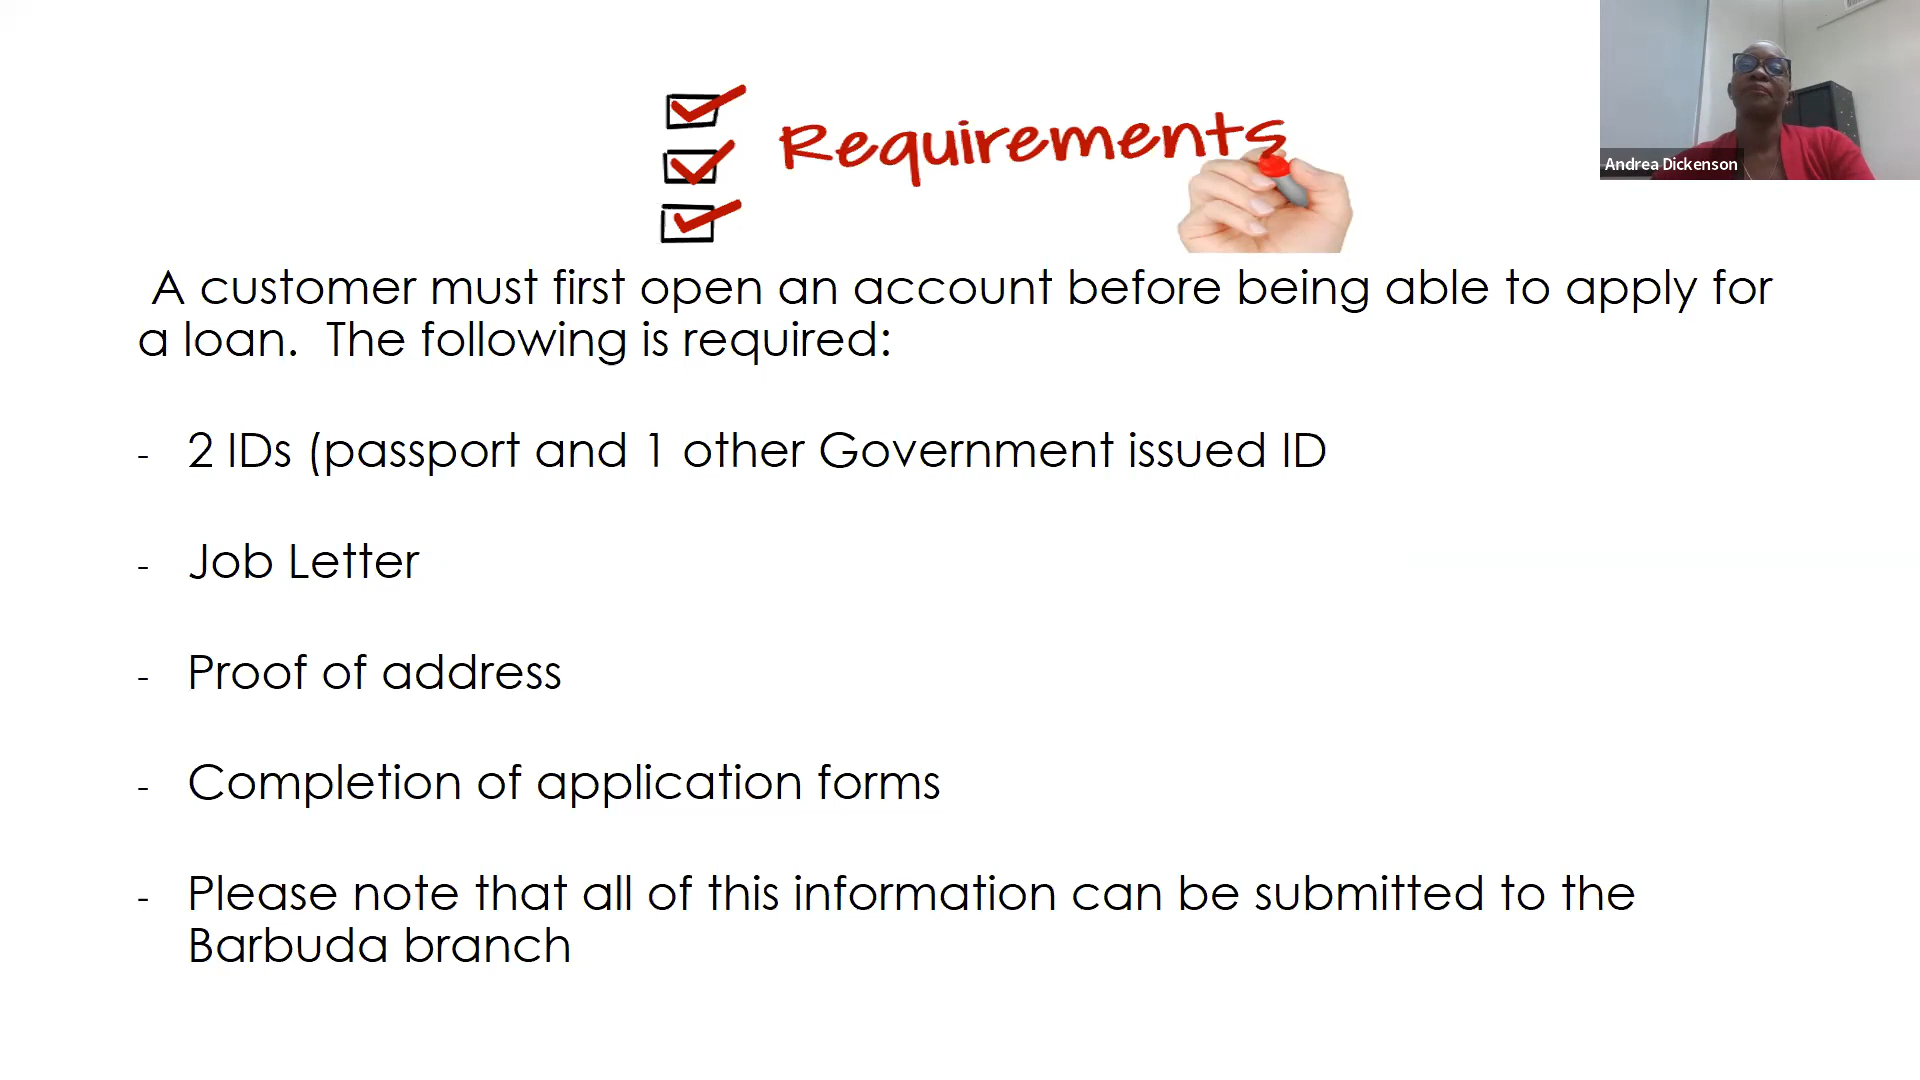 Requirements
Andrea Dickenson
A customer must first open an account before being able to apply for
a loan.  The following is required:
- 2 IDs (passport and 1 other Government issued ID
- Job Letter
- Proof of address
- Completion of application forms
- Please note that all of this information can be submitted to the
Barbuda branch